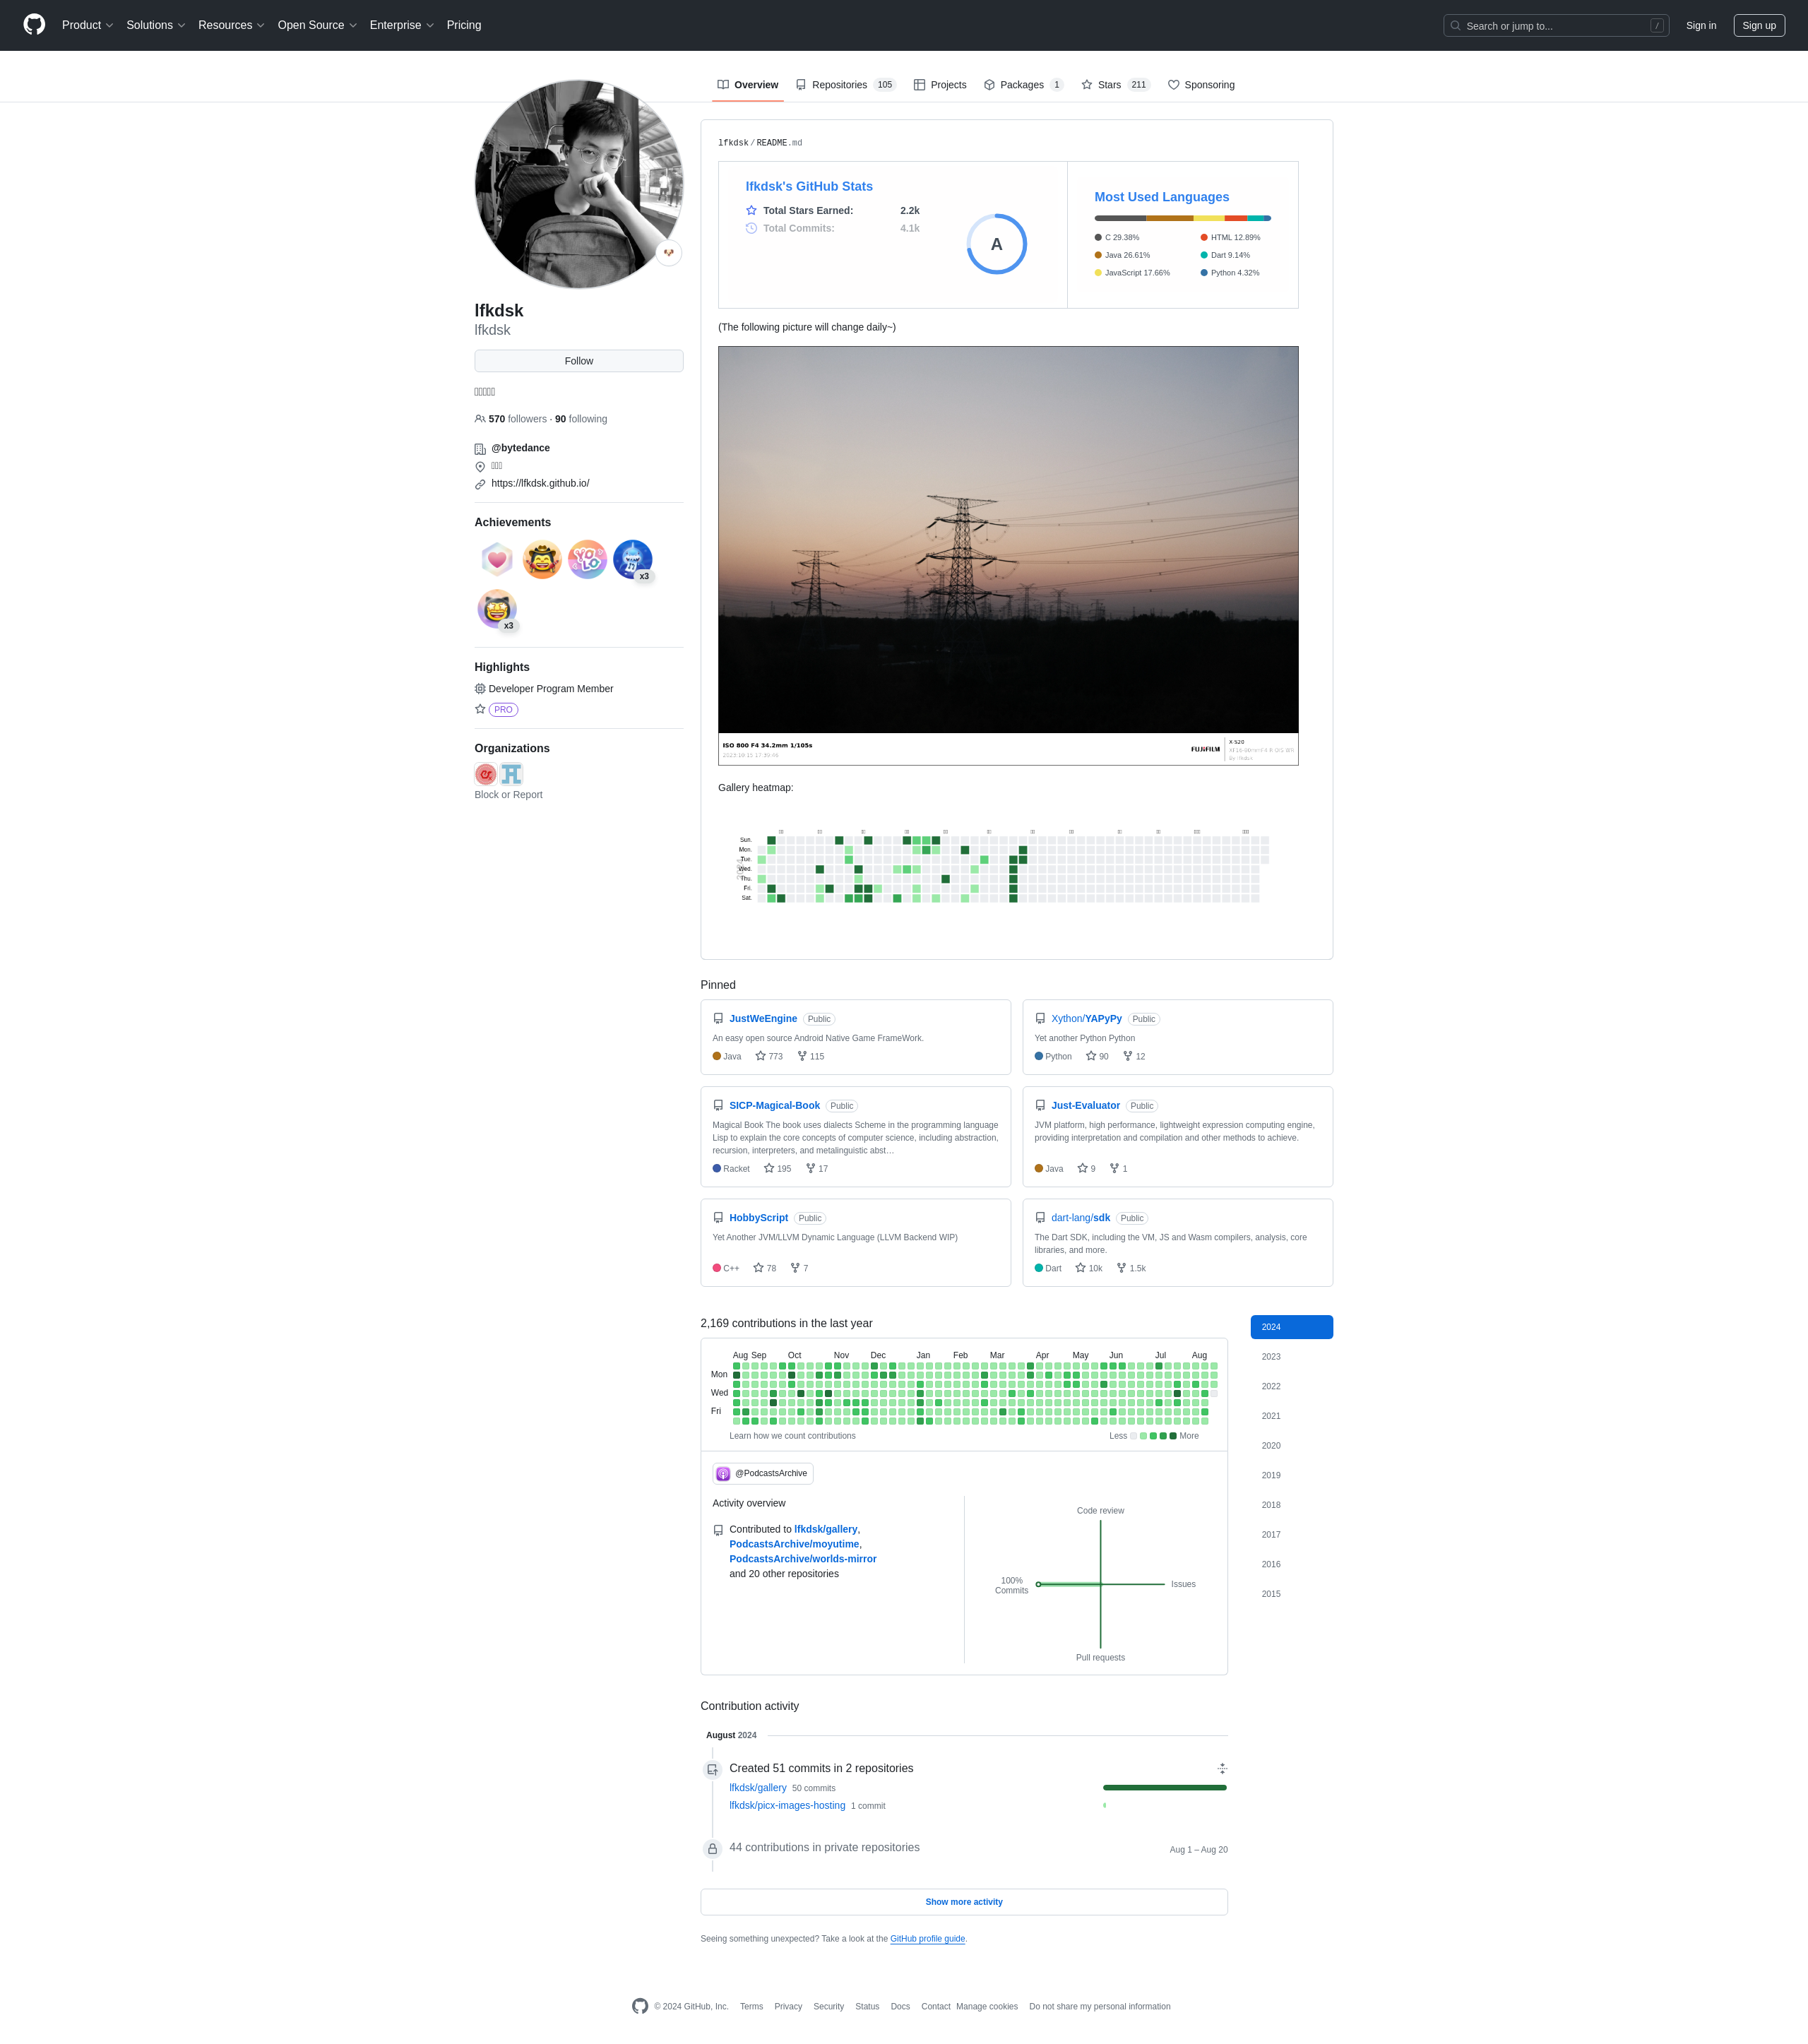 Product
Solutions
Resources
Open Source
Enterprise
Pricing
Search or jump to...
/
Sign in
Sign up
Overview
Repositories 105
Projects
Packages 1
Stars 211
Sponsoring
lfkdsk
lfkdsk
Follow
570 followers · 90 following
@bytedance
https://lfkdsk.github.io/
Achievements
YOLO
x3
x3
Highlights
Developer Program Member
PRO
Organizations
Block or Report
lfkdsk/README.md
lfkdsk's GitHub Stats
Total Stars Earned: 2.2k
Total Commits: 4.1k
A
Most Used Languages
C 29.38%
Java 26.61%
JavaScript 17.66%
HTML 12.89%
Dart 9.14%
Python 4.32%
(The following picture will change daily~)
ISO 800 F4 34.2mm 1/105s
FUJIFILM
X-S20
Gallery heatmap:
Sun.
Mon.
Tue.
Wed.
Thu.
Fri.
Sat.
Pinned
JustWeEngine Public
An easy open source Android Native Game FrameWork.
Java 773 115
Xython/YAPyPy Public
Yet another Python Python
Python 90 12
SICP-Magical-Book Public
Magical Book The book uses dialects Scheme in the programming language
Lisp to explain the core concepts of computer science, including abstraction,
recursion, interpreters, and metalinguistic abst…
Racket 195 17
Just-Evaluator Public
JVM platform, high performance, lightweight expression computing engine,
providing interpretation and compilation and other methods to achieve.
Java 9 1
HobbyScript Public
Yet Another JVM/LLVM Dynamic Language (LLVM Backend WIP)
C++ 78 7
dart-lang/sdk Public
The Dart SDK, including the VM, JS and Wasm compilers, analysis, core
libraries, and more.
Dart 10k 1.5k
2,169 contributions in the last year
Aug Sep Oct Nov Dec Jan Feb Mar Apr May Jun Jul Aug
Mon
Wed
Fri
Learn how we count contributions
Less More
@PodcastsArchive
Activity overview
Contributed to lfkdsk/gallery,
PodcastsArchive/moyutime,
PodcastsArchive/worlds-mirror
and 20 other repositories
Code review
100%
Commits
Issues
Pull requests
2024
2023
2022
2021
2020
2019
2018
2017
2016
2015
Contribution activity
August 2024
Created 51 commits in 2 repositories
lfkdsk/gallery 50 commits
lfkdsk/picx-images-hosting 1 commit
44 contributions in private repositories
Aug 1 – Aug 20
Show more activity
Seeing something unexpected? Take a look at the GitHub profile guide.
© 2024 GitHub, Inc.
Terms
Privacy
Security
Status
Docs
Contact
Manage cookies
Do not share my personal information